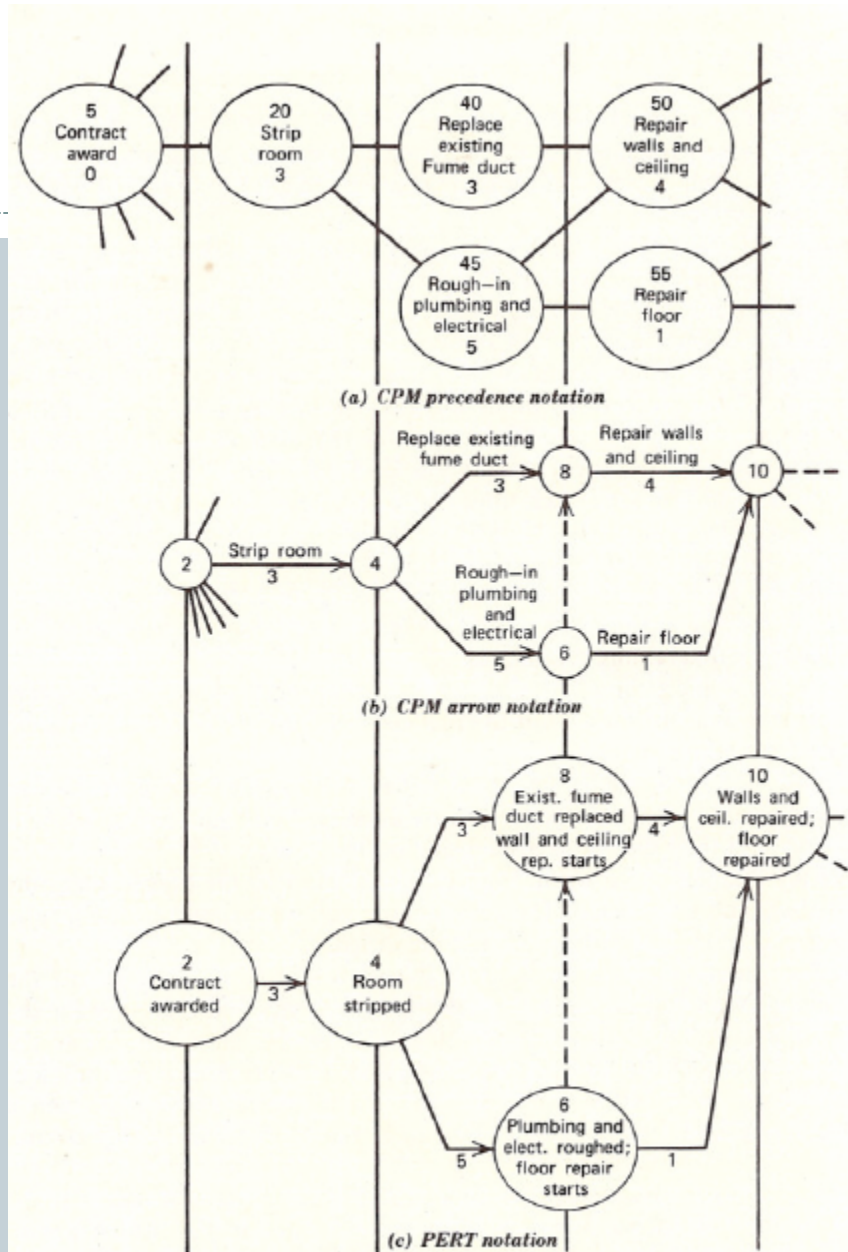 5
Contract
award
0
20
Strip
room
3
40
Replace
existing
Fume duct
3
50
Repair
walls and
ceiling
4
45
Rough—in
plumbing and
electrical
5
55
Repair
floor
1
(a) CPM precedence notation
Replace existing
fume duct
3
8
Repair walls
and ceiling
4
10
2
Strip room
3
4
Rough—in
plumbing
and
electrical
5
6
Repair floor
1
(b) CPM arrow notation
8
Exist. fume
duct replaced
wall and ceiling
rep. starts
10
Walls and
ceil. repaired;
floor
repaired
3
4
2
Contract
awarded
3
4
Room
stripped
6
Plumbing and
elect. roughed;
floor repair
starts
5
1
(c) PERT notation